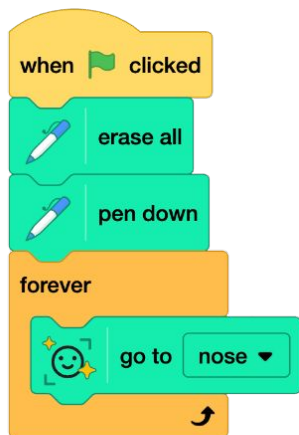 when clicked
erase all
pen down
forever
go to nose